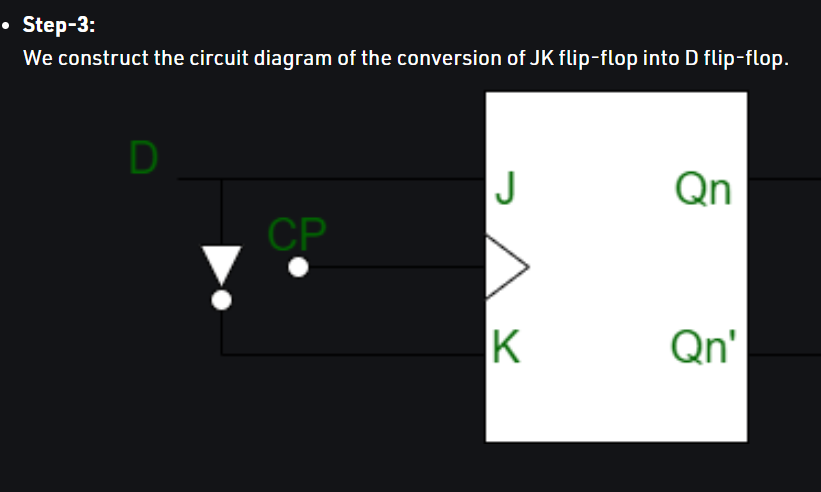 • Step-3:
We construct the circuit diagram of the conversion of JK flip-flop into D flip-flop.
D
J
Qn
CP
K
Qn'